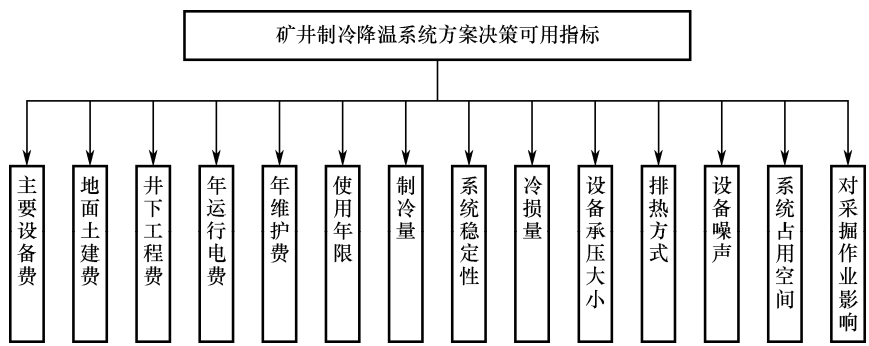 矿井制冷降温系统方案决策可用指标
主要设备费
地面土建费
井下工程费
年运行电费
年维护费
使用年限
制冷量
系统稳定性
冷损量
设备承压大小
排热方式
设备噪声
系统占用空间
对采掘作业影响